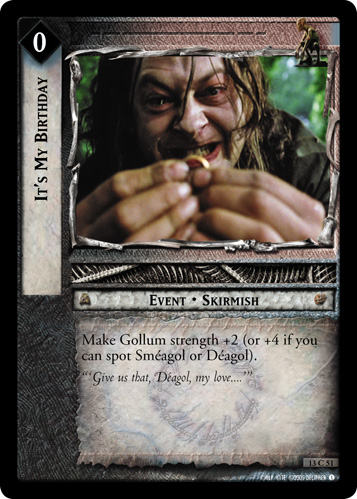 0
IT'S MY BIRTHDAY
EVENT • SKIRMISH
Make Gollum strength +2 (or +4 if you
can spot Sméagol or Déagol).
"'Give us that, Déagol, my love....'"
13 C 51